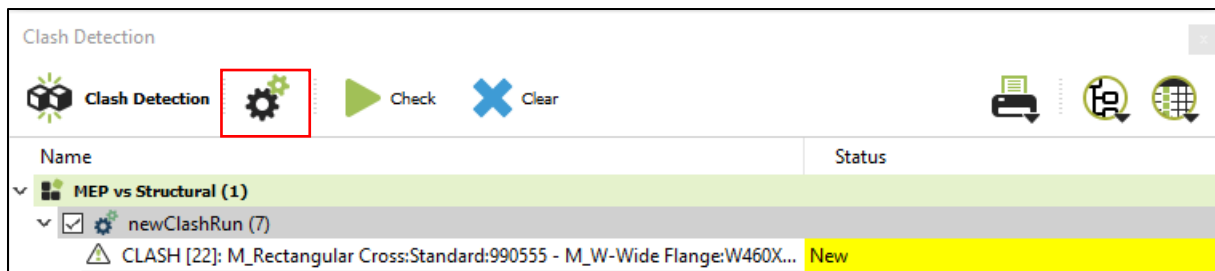 Clash Detection
x
Clash Detection Check Clear
Name Status
MEP vs Structural (1)
newClashRun (7)
CLASH [22]: M_Rectangular Cross:Standard:990555 - M_W-Wide Flange:W460X... New